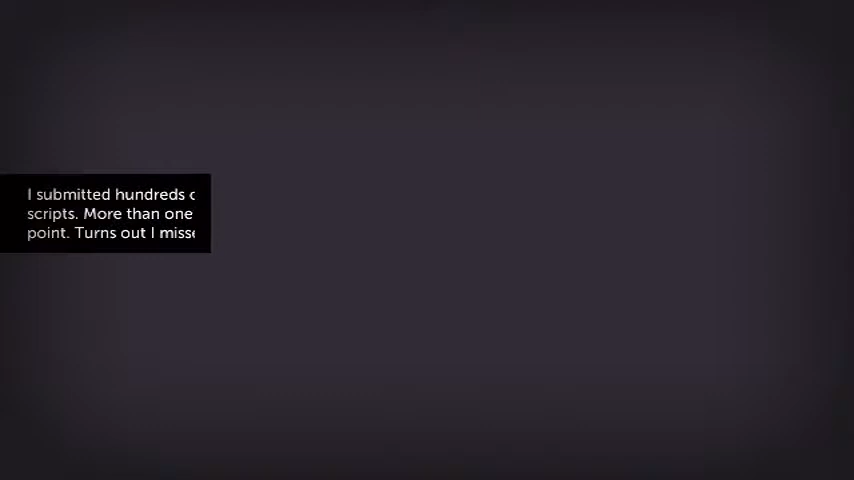 I submitted hundreds
scripts. More than one
point. Turns out I